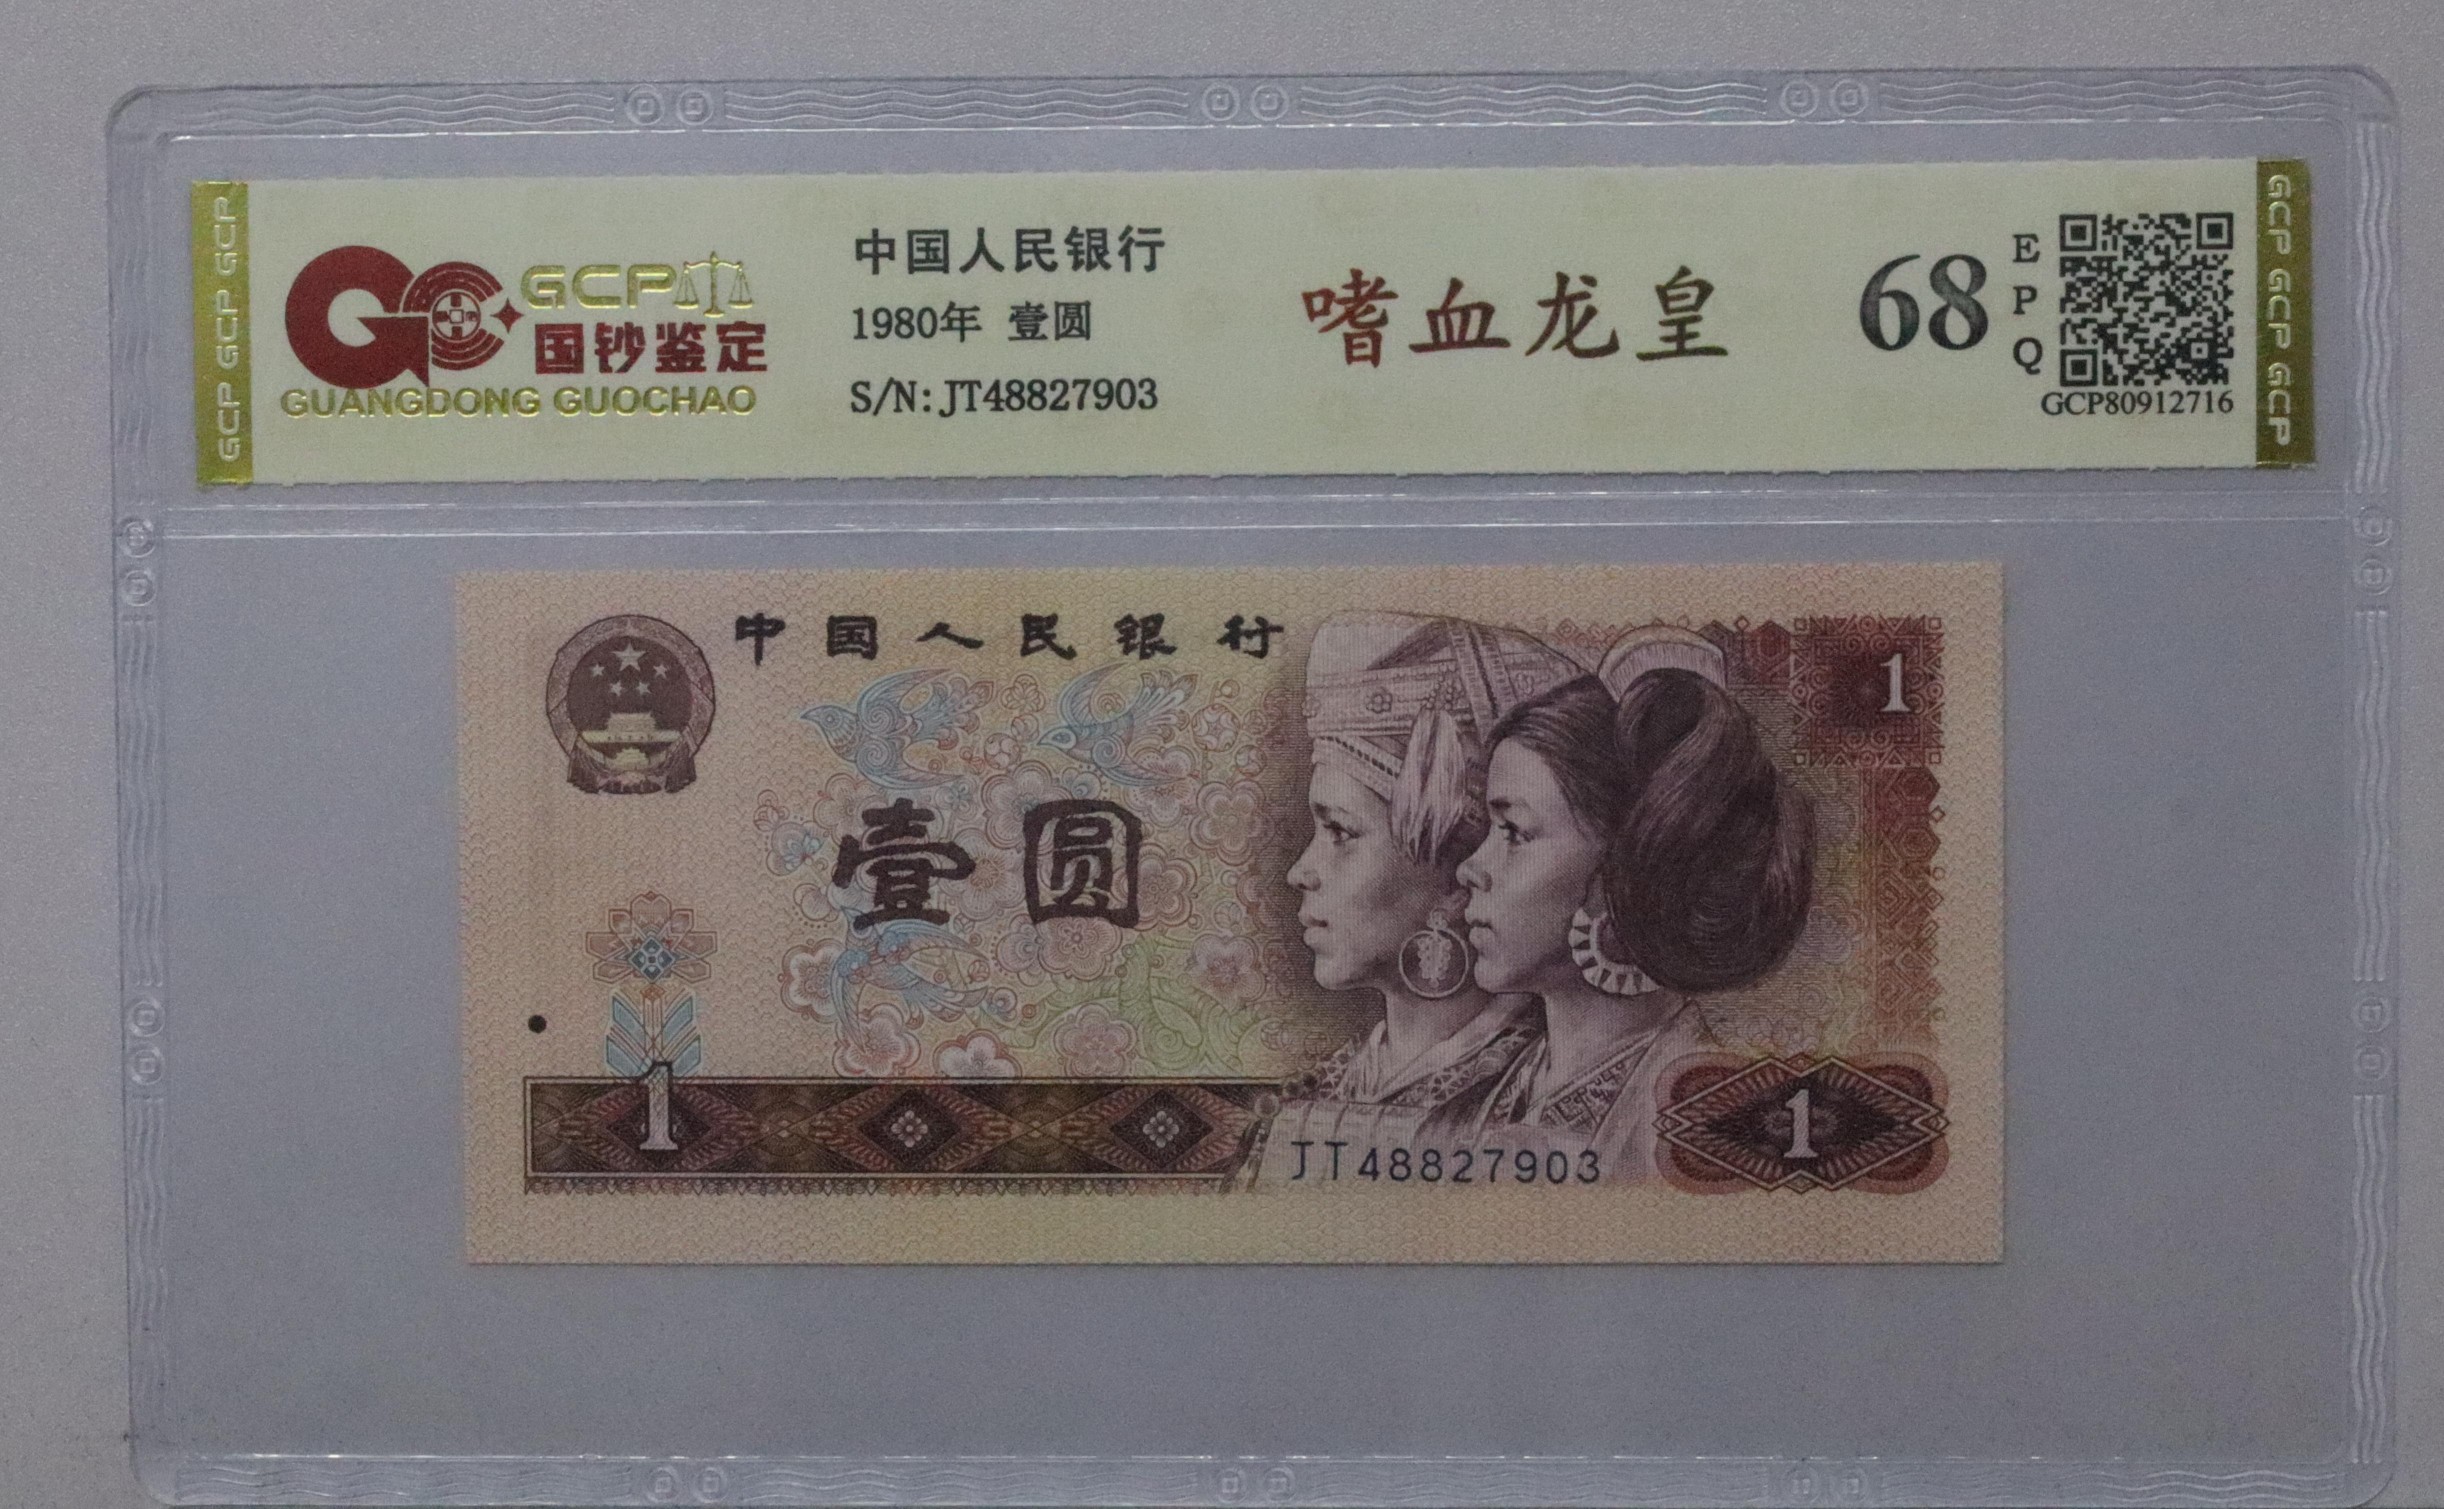 GCP GCP GCP
GCP
国钞鉴定
GUANGDONG GUOCHAO
中国人民银行
1980年 壹圆
S/N: JT48827903
嗜血龙皇
68
E
P
Q
GCP80912716
GCP GCP GCP
中国人民银行
1
壹圆
1
JT48827903
1